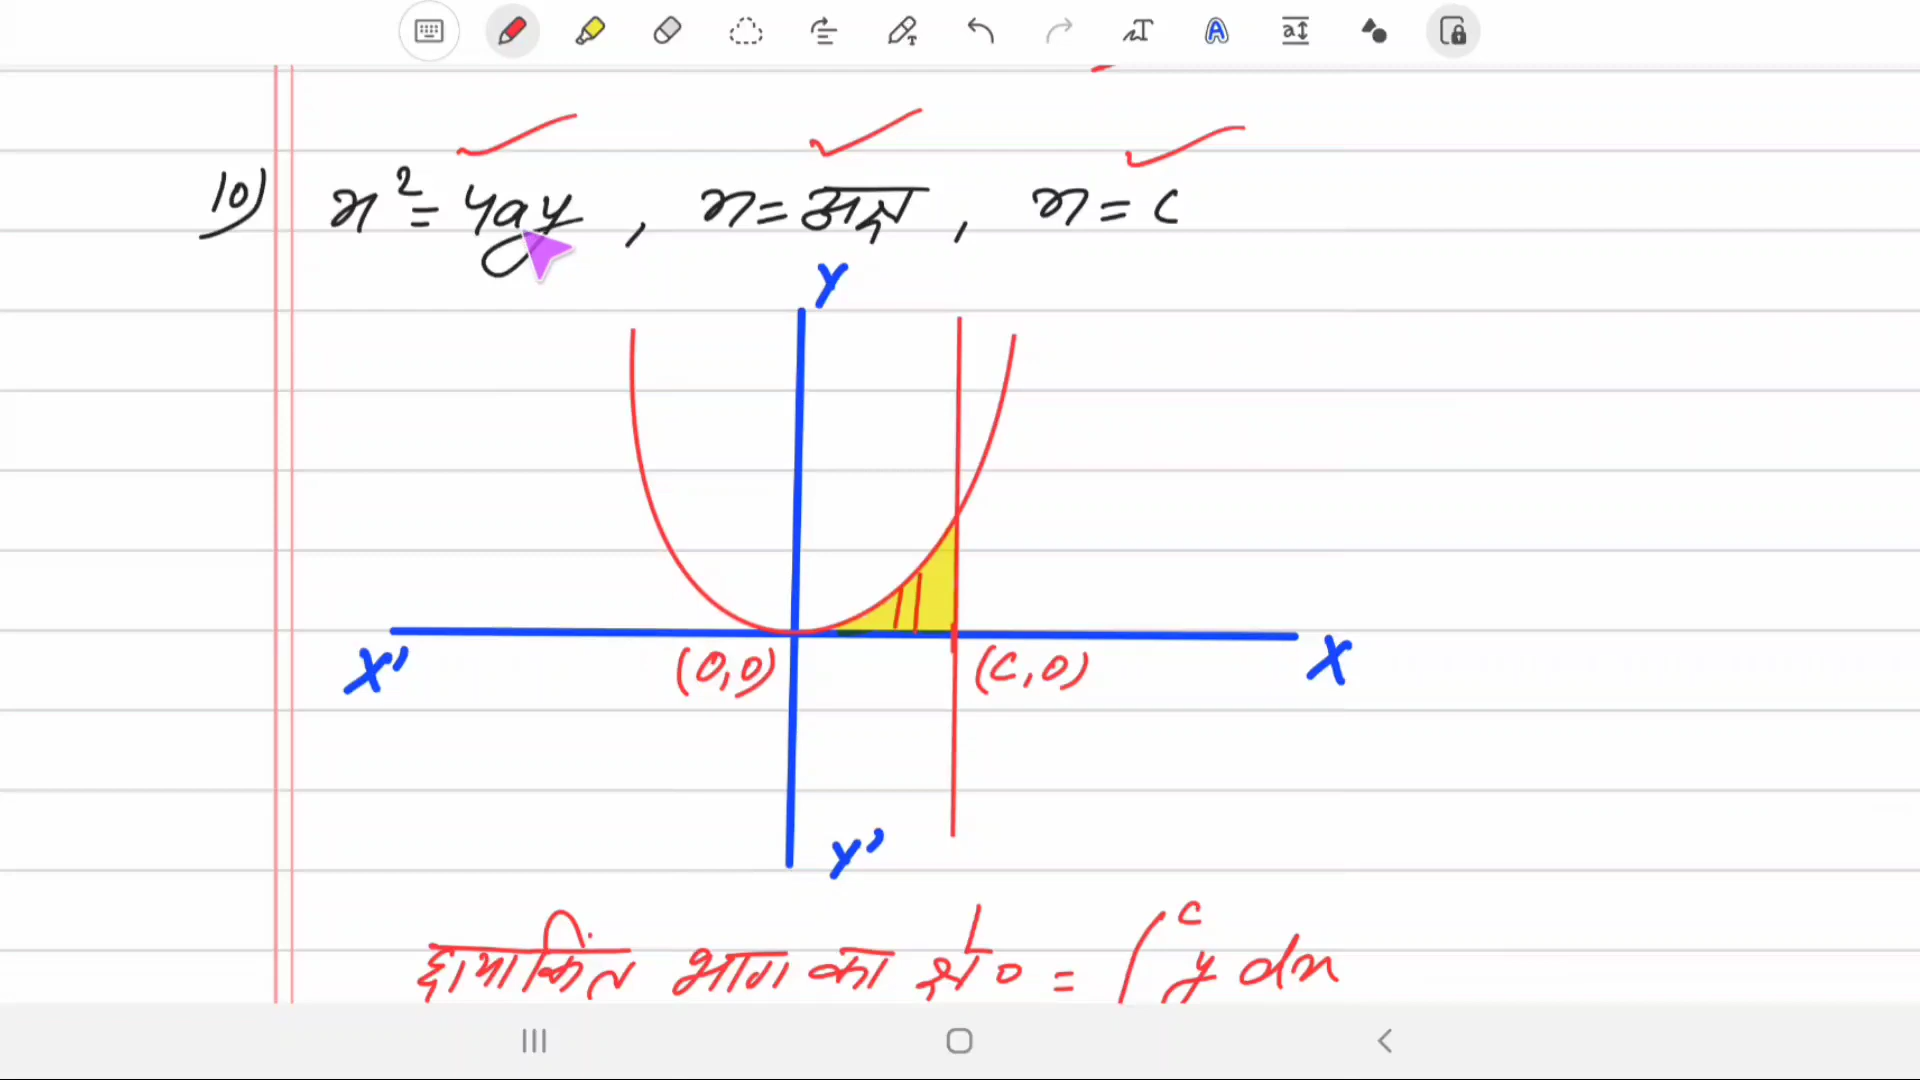 10) x² = 4ay , x = अक्ष , x = c
Y
X' (0,0) (C,0) X
Y'
छायांकित भाग का क्षे० = ∫ᶜ y dx